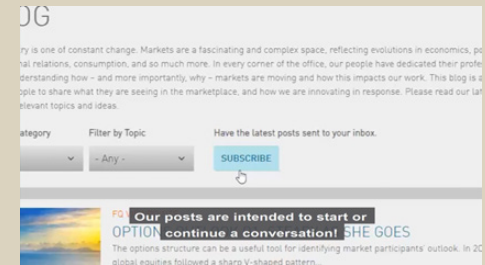 OG
ry is one of constant change. Markets are a fascinating and complex space, reflecting evolutions in economics, po
nal relations, consumption, and so much more. In every corner of the office, our people have dedicated their profe
derstanding how – and more importantly, why – markets are moving and how this impacts our work. This blog is a
ople to share what they are seeing in the marketplace, and how we are innovating in response. Please read our lat
elevant topics and ideas.
ategory Filter by Topic Have the latest posts sent to your inbox.
- Any - SUBSCRIBE
FQ
Our posts are intended to start or
continue a conversation!
OPTION SHE GOES
The options structure can be a useful tool for identifying market participants' outlook. In 20
global equities followed a sharp V-shaped pattern...